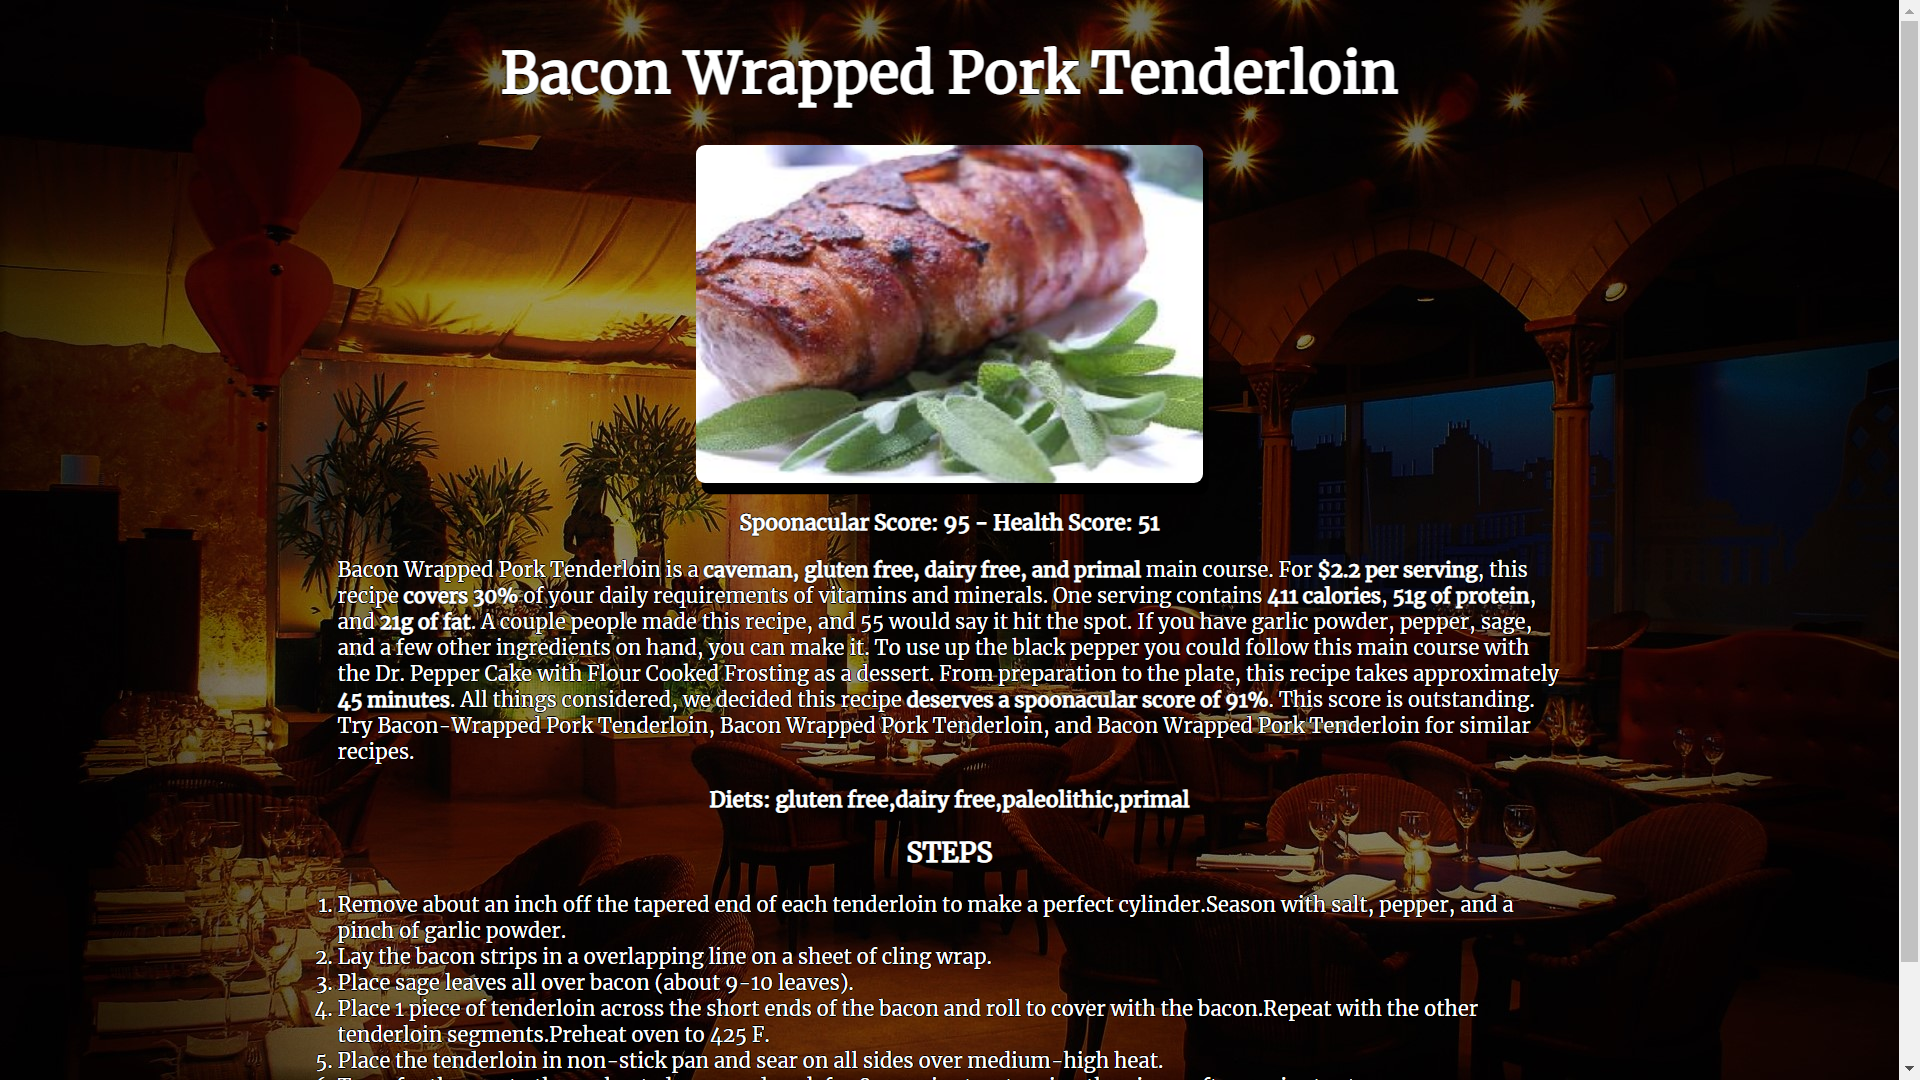 Bacon Wrapped Pork Tenderloin
Spoonacular Score: 95 - Health Score: 51
Bacon Wrapped Pork Tenderloin is a caveman, gluten free, dairy free, and primal main course. For $2.2 per serving, this
recipe covers 30% of your daily requirements of vitamins and minerals. One serving contains 411 calories, 51g of protein,
and 21g of fat. A couple people made this recipe, and 55 would say it hit the spot. If you have garlic powder, pepper, sage,
and a few other ingredients on hand, you can make it. To use up the black pepper you could follow this main course with
the Dr. Pepper Cake with Flour Cooked Frosting as a dessert. From preparation to the plate, this recipe takes approximately
45 minutes. All things considered, we decided this recipe deserves a spoonacular score of 91%. This score is outstanding.
Try Bacon-Wrapped Pork Tenderloin, Bacon Wrapped Pork Tenderloin, and Bacon Wrapped Pork Tenderloin for similar
recipes.
Diets: gluten free,dairy free,paleolithic,primal
STEPS
1. Remove about an inch off the tapered end of each tenderloin to make a perfect cylinder.Season with salt, pepper, and a
pinch of garlic powder.
2. Lay the bacon strips in a overlapping line on a sheet of cling wrap.
3. Place sage leaves all over bacon (about 9-10 leaves).
4. Place 1 piece of tenderloin across the short ends of the bacon and roll to cover with the bacon.Repeat with the other
tenderloin segments.Preheat oven to 425 F.
5. Place the tenderloin in non-stick pan and sear on all sides over medium-high heat.